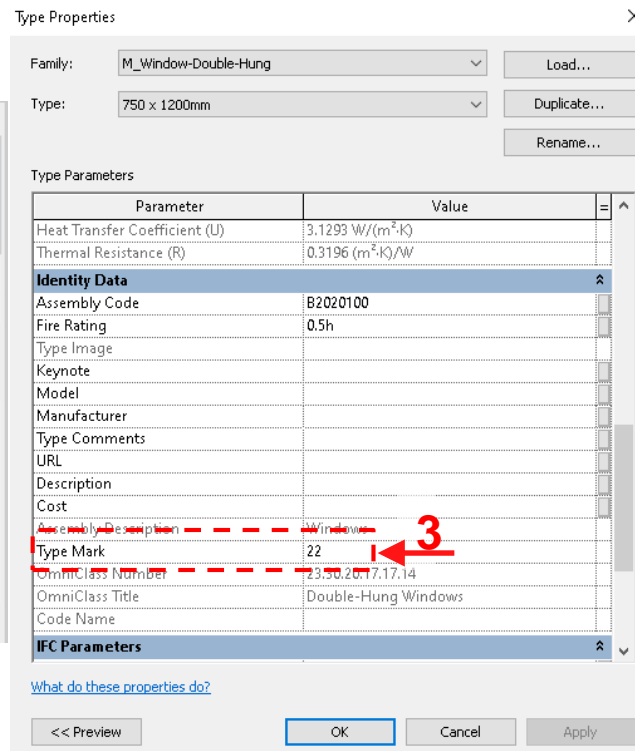 Type Properties
Family: M_Window-Double-Hung Load...
Type: 750 x 1200mm Duplicate...
Rename...
Type Parameters
Parameter Value =
Heat Transfer Coefficient (U) 3.1293 W/(m²·K)
Thermal Resistance (R) 0.3196 (m²·K)/W
Identity Data
Assembly Code B2020100
Fire Rating 0.5h
Type Image
Keynote
Model
Manufacturer
Type Comments
URL
Description
Cost
Assembly Description Windows
Type Mark 22 3
OmniClass Number 23.30.20.17.17.14
OmniClass Title Double-Hung Windows
Code Name
IFC Parameters
What do these properties do?
<< Preview OK Cancel Apply